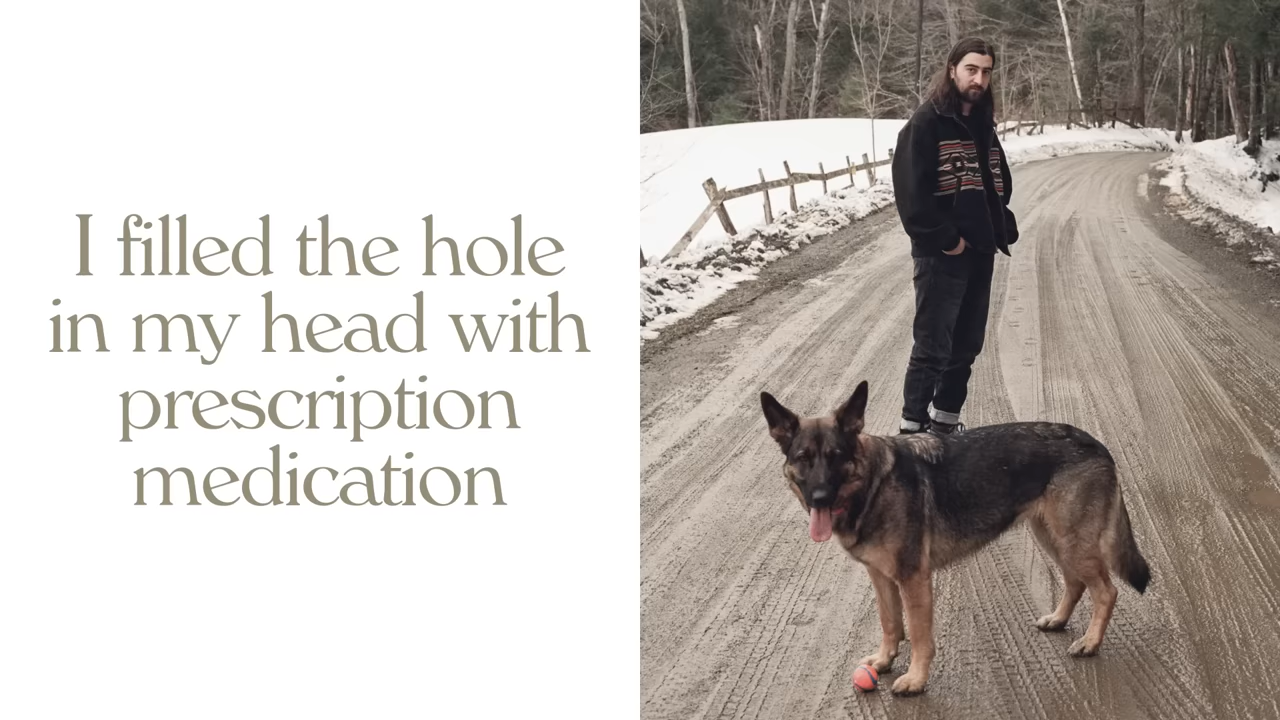 I filled the hole
in my head with
prescription
medication